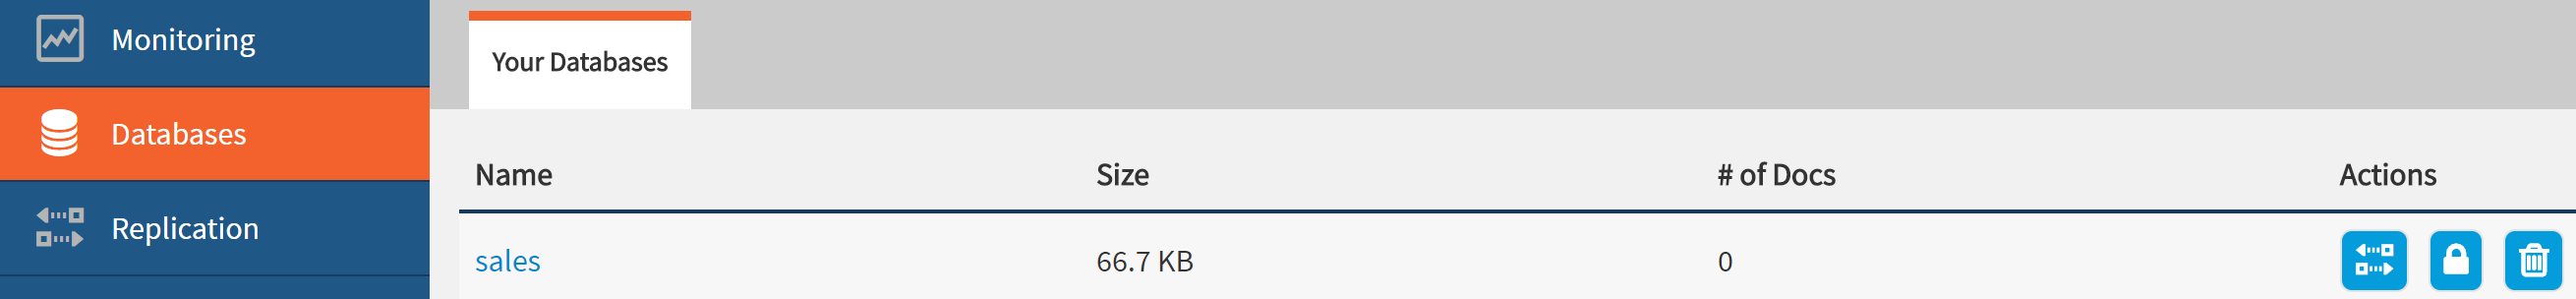 Monitoring
Databases
Replication
Your Databases
Name Size # of Docs Actions
sales 66.7 KB 0